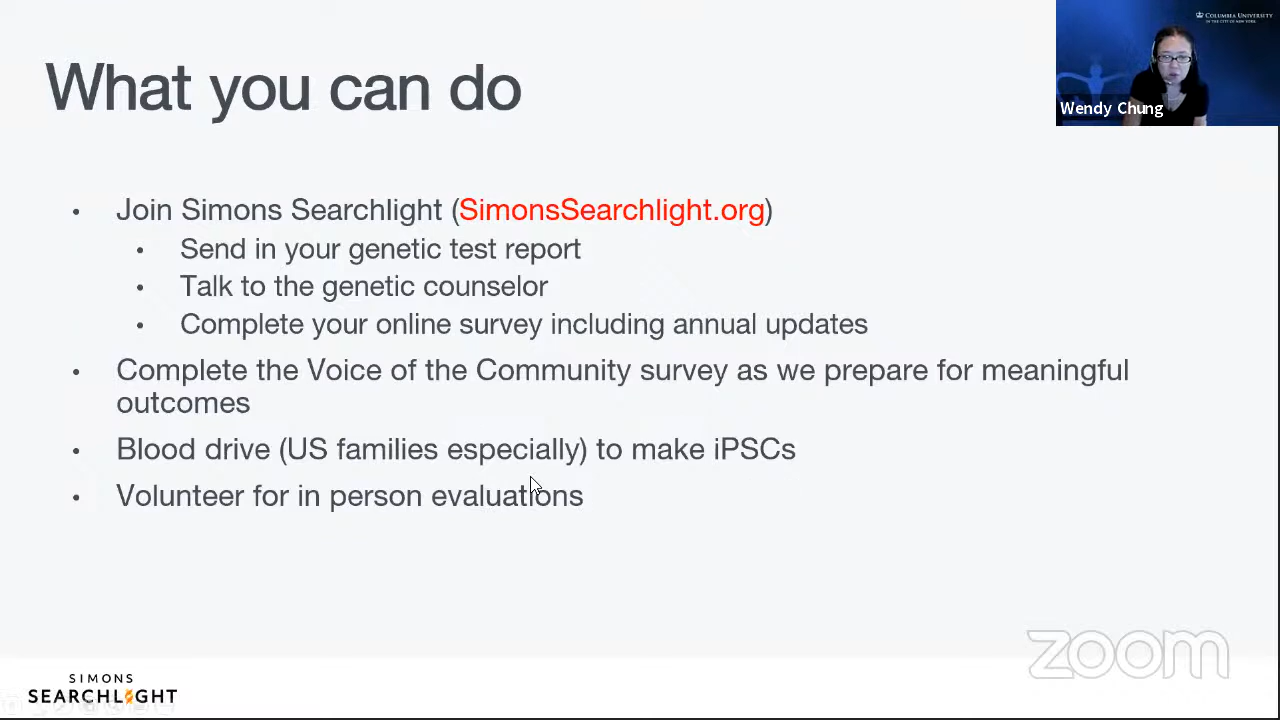 COLUMBIA UNIVERSITY
IN THE CITY OF NEW YORK
Wendy Chung
What you can do
• Join Simons Searchlight (SimonsSearchlight.org)
• Send in your genetic test report
• Talk to the genetic counselor
• Complete your online survey including annual updates
• Complete the Voice of the Community survey as we prepare for meaningful
outcomes
• Blood drive (US families especially) to make iPSCs
• Volunteer for in person evaluations
zoom
SIMONS
SEARCHLIGHT